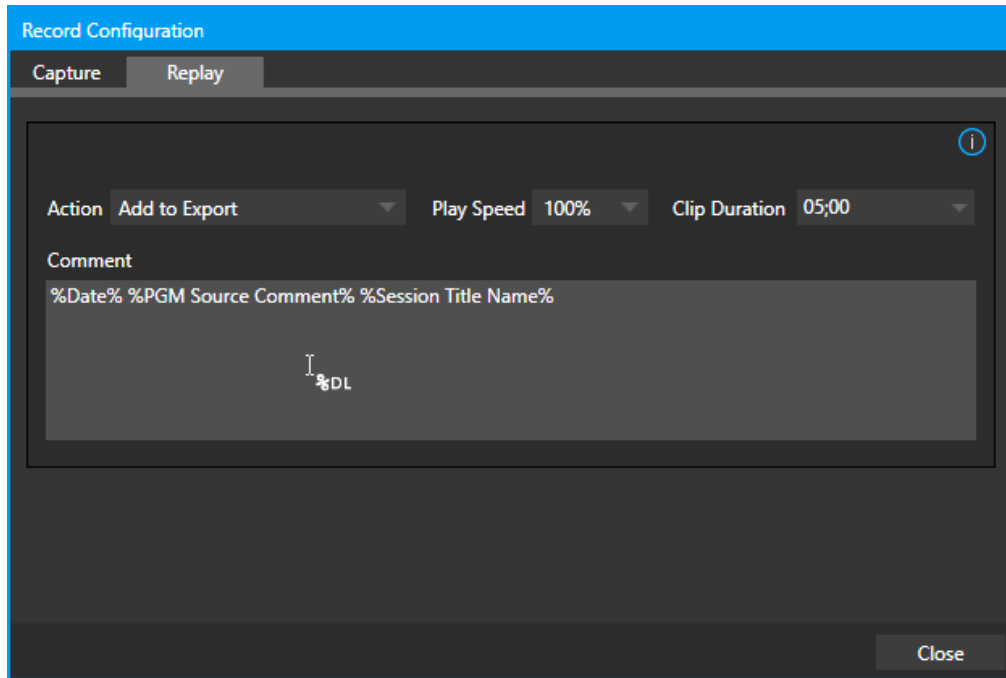 Record Configuration
Capture Replay
i
Action Add to Export Play Speed 100% Clip Duration 05;00
Comment
%Date% %PGM Source Comment% %Session Title Name%
%DL
Close